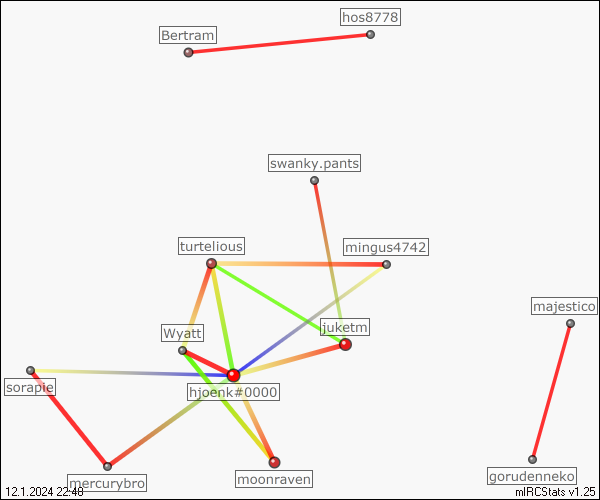 hos8778
Bertram
swanky.pants
turtelious
mingus4742
majestico
juketm
Wyatt
sorapie
hjoenk#0000
gorudenneko
moonraven
mercurybro
12.1.2024 22:48
mIRCStats v1.25